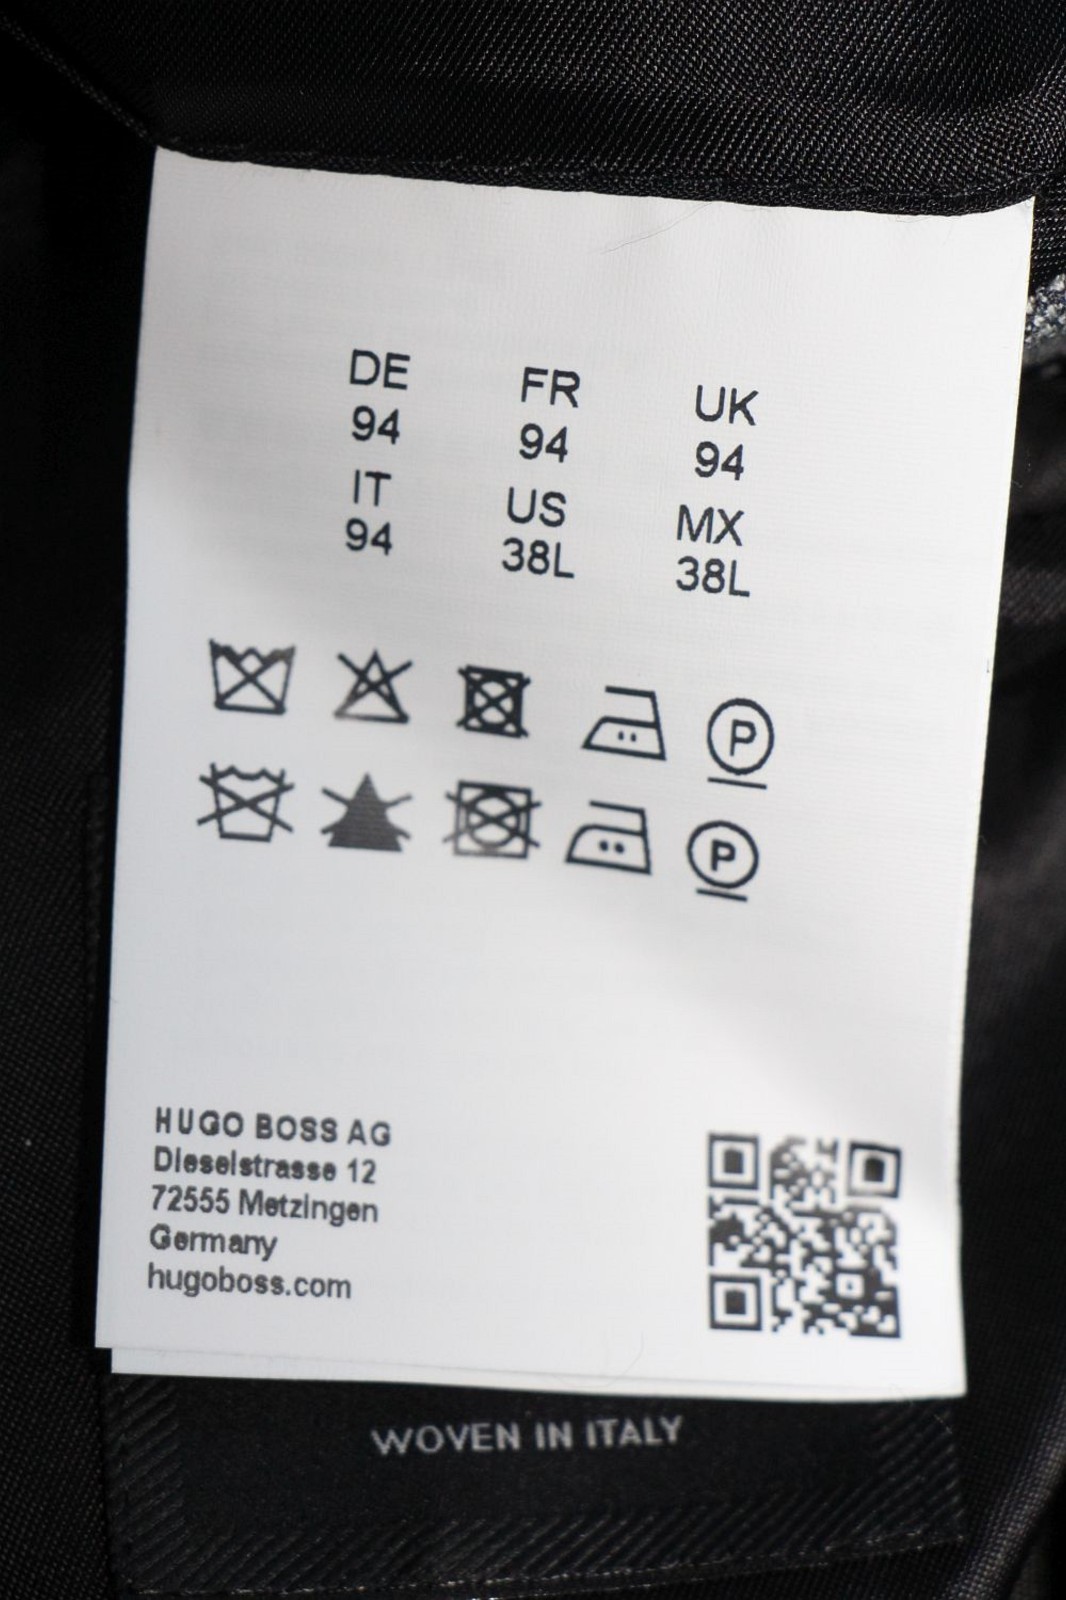 DE FR UK
94 94 94
IT US MX
94 38L 38L
P
P
HUGO BOSS AG
Dieselstrasse 12
72555 Metzingen
Germany
hugoboss.com
WOVEN IN ITALY